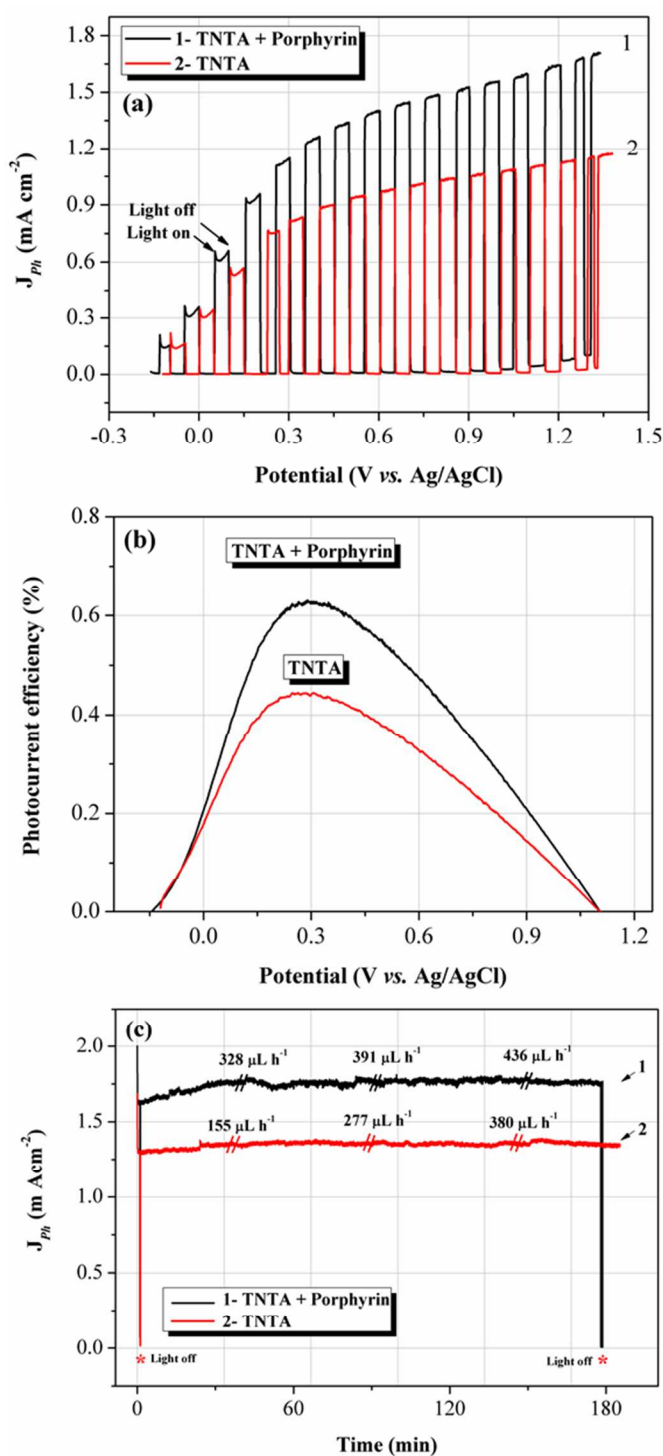 1- TNTA + Porphyrin
2- TNTA
(a)
1
2
Light off
Light on
J_Ph (mA cm⁻²)
1.8
1.5
1.2
0.9
0.6
0.3
0.0
-0.3 0.0 0.3 0.6 0.9 1.2 1.5
Potential (V vs. Ag/AgCl)
(b)
TNTA + Porphyrin
TNTA
Photocurrent efficiency (%)
0.8
0.6
0.4
0.2
0.0
0.0 0.3 0.6 0.9 1.2
Potential (V vs. Ag/AgCl)
(c)
328 µL h⁻¹ 391 µL h⁻¹ 436 µL h⁻¹
1
155 µL h⁻¹ 277 µL h⁻¹ 380 µL h⁻¹
2
J_Ph (m Acm⁻²)
2.0
1.5
1.0
0.5
0.0
1- TNTA + Porphyrin
2- TNTA
* Light off
Light off *
0 60 120 180
Time (min)